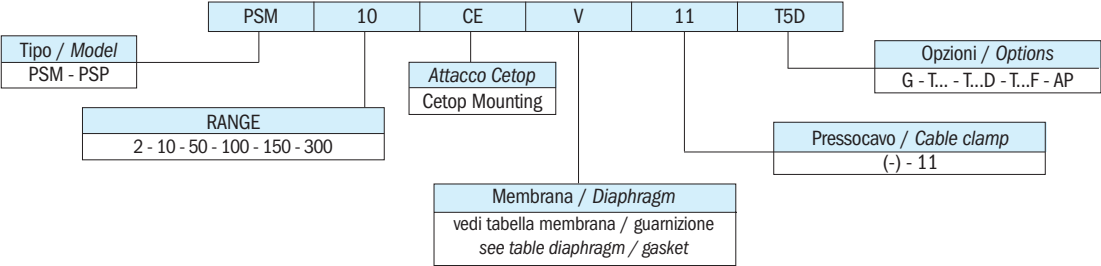 PSM 10 CE V 11 T5D
Tipo / Model
PSM - PSP
Attacco Cetop
Cetop Mounting
Opzioni / Options
G - T... - T...D - T...F - AP
RANGE
2 - 10 - 50 - 100 - 150 - 300
Pressocavo / Cable clamp
(-) - 11
Membrana / Diaphragm
vedi tabella membrana / guarnizione
see table diaphragm / gasket